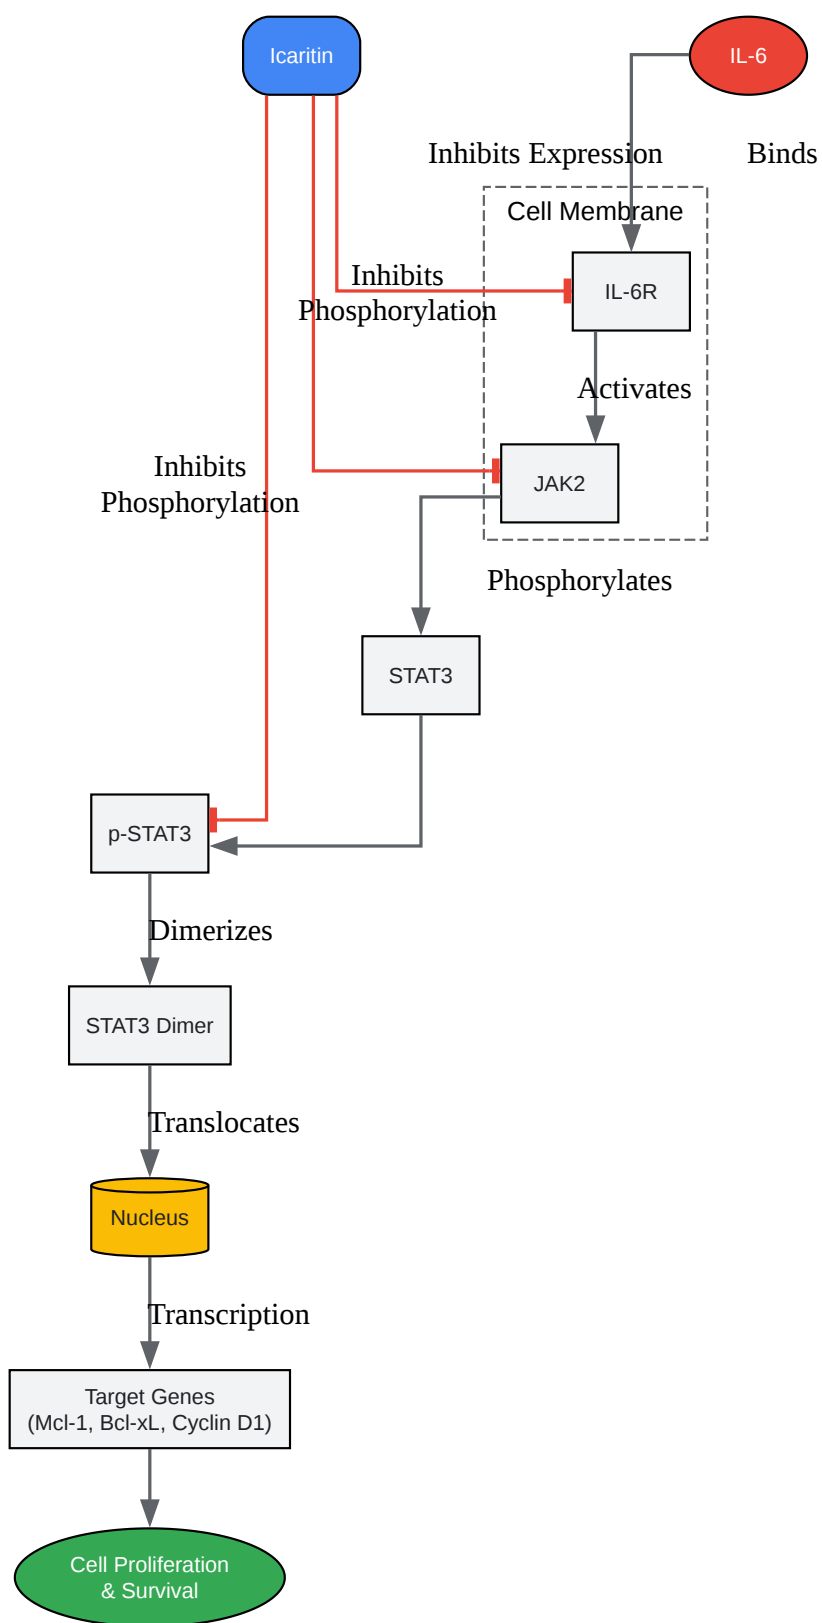 Icaritin
IL-6
Inhibits Expression
Binds
Cell Membrane
Inhibits
Phosphorylation
IL-6R
Activates
Inhibits
Phosphorylation
JAK2
Phosphorylates
STAT3
p-STAT3
Dimerizes
STAT3 Dimer
Translocates
Nucleus
Transcription
Target Genes
(Mcl-1, Bcl-xL, Cyclin D1)
Cell Proliferation
& Survival